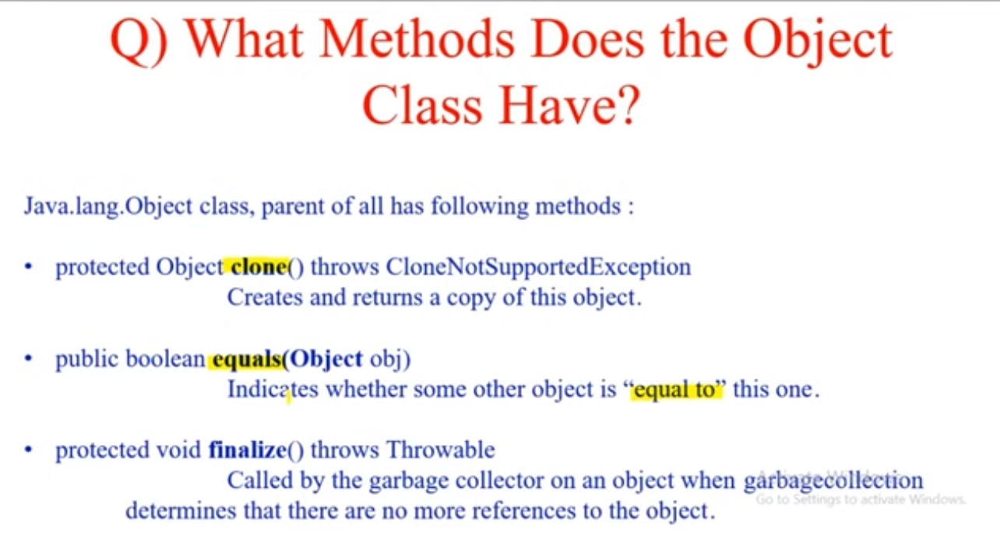 Q) What Methods Does the Object
Class Have?
Java.lang.Object class, parent of all has following methods :
• protected Object clone() throws CloneNotSupportedException
Creates and returns a copy of this object.
• public boolean equals(Object obj)
Indicates whether some other object is “equal to” this one.
• protected void finalize() throws Throwable
Called by the garbage collector on an object when garbagecollection
determines that there are no more references to the object.
Activate Windows
Go to Settings to activate Windows.